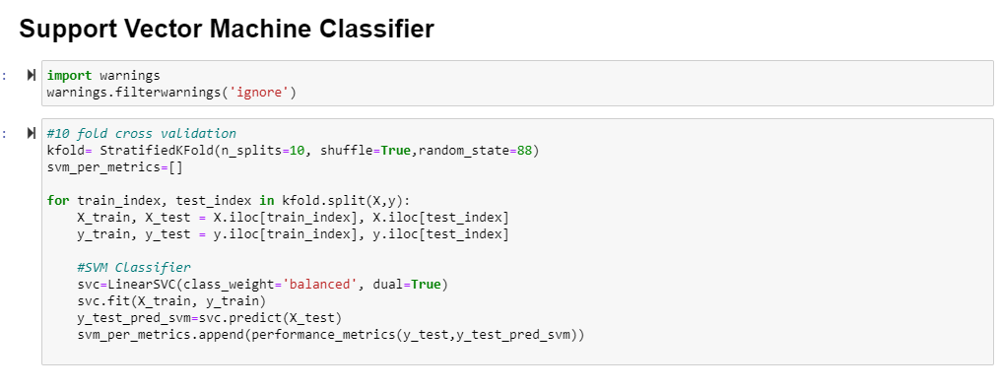 Support Vector Machine Classifier
:
import warnings
warnings.filterwarnings('ignore')
:
#10 fold cross validation
kfold= StratifiedKFold(n_splits=10, shuffle=True,random_state=88)
svm_per_metrics=[]
for train_index, test_index in kfold.split(X,y):
    X_train, X_test = X.iloc[train_index], X.iloc[test_index]
    y_train, y_test = y.iloc[train_index], y.iloc[test_index]
    #SVM Classifier
    svc=LinearSVC(class_weight='balanced', dual=True)
    svc.fit(X_train, y_train)
    y_test_pred_svm=svc.predict(X_test)
    svm_per_metrics.append(performance_metrics(y_test,y_test_pred_svm))